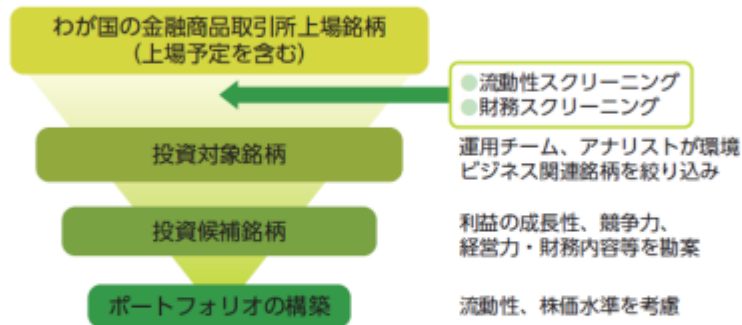 わが国の金融商品取引所上場銘柄
(上場予定を含む)
●流動性スクリーニング
●財務スクリーニング
投資対象銘柄
運用チーム、アナリストが環境
ビジネス関連銘柄を絞り込み
投資候補銘柄
利益の成長性、競争力、
経営力・財務内容等を勘案
ポートフォリオの構築
流動性、株価水準を考慮